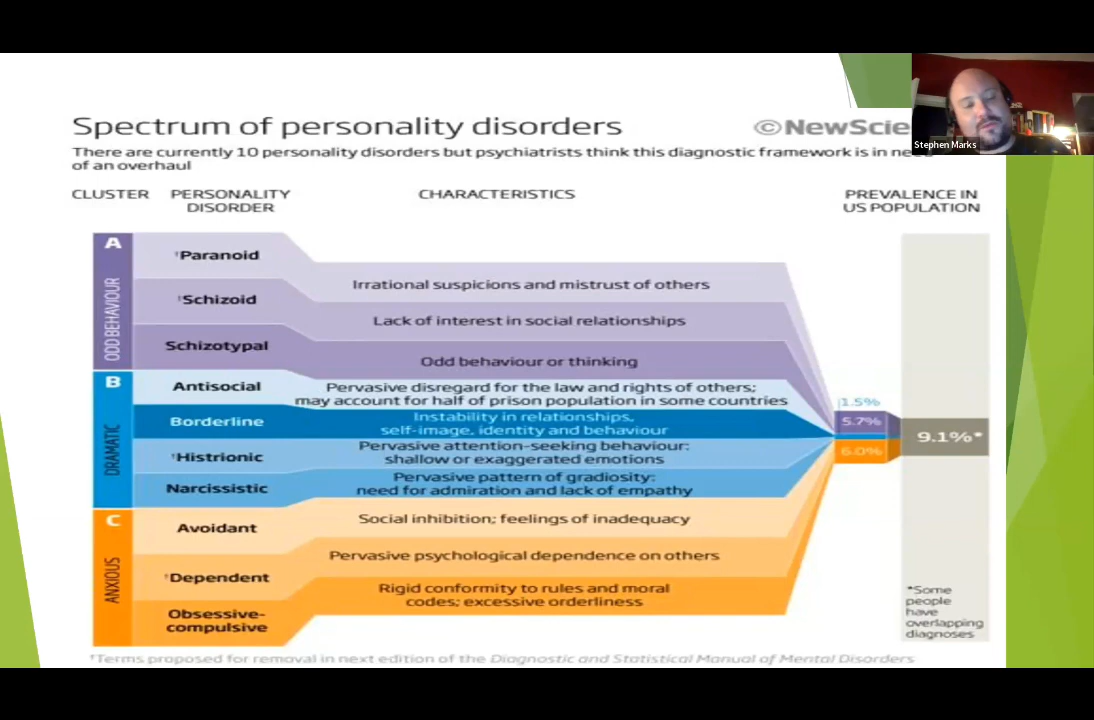 Spectrum of personality disorders
©NewScie
There are currently 10 personality disorders but psychiatrists think this diagnostic framework is in nee
of an overhaul
CLUSTER
PERSONALITY
DISORDER
CHARACTERISTICS
PREVALENCE IN
US POPULATION
A
ODD BEHAVIOUR
†Paranoid
Irrational suspicions and mistrust of others
†Schizoid
Lack of interest in social relationships
Schizotypal
Odd behaviour or thinking
B
DRAMATIC
Antisocial
Pervasive disregard for the law and rights of others;
may account for half of prison population in some countries
Borderline
Instability in relationships,
self-image, identity and behaviour
†Histrionic
Pervasive attention-seeking behaviour:
shallow or exaggerated emotions
Narcissistic
Pervasive pattern of gradiosity:
need for admiration and lack of empathy
C
ANXIOUS
Avoidant
Social inhibition; feelings of inadequacy
†Dependent
Pervasive psychological dependence on others
Obsessive-
compulsive
Rigid conformity to rules and moral
codes; excessive orderliness
1.5%
5.7%
6.0%
9.1%*
*Some
people
have
overlapping
diagnoses
†Terms proposed for removal in next edition of the Diagnostic and Statistical Manual of Mental Disorders
Stephen Marks